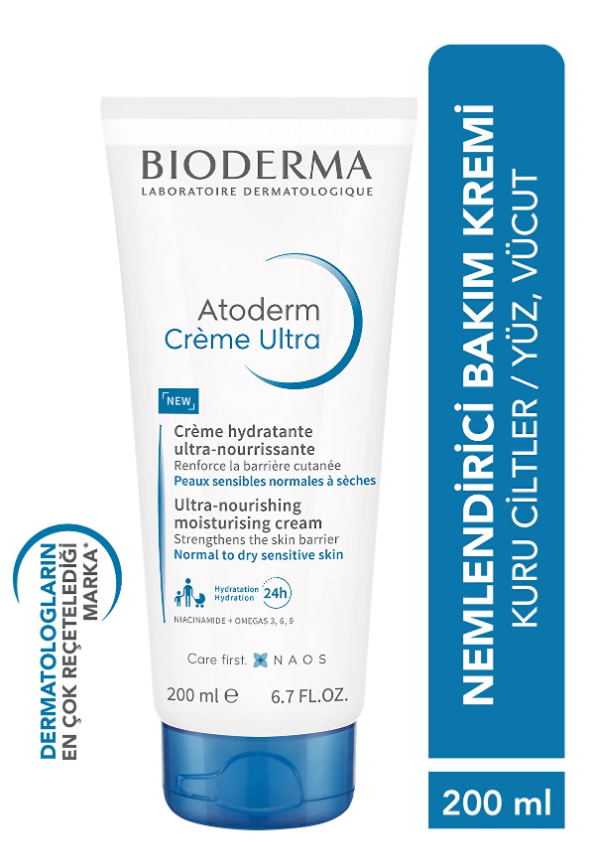 BIODERMA
LABORATOIRE DERMATOLOGIQUE
Atoderm
Crème Ultra
NEW
Crème hydratante
ultra-nourrissante
Renforce la barrière cutanée
Peaux sensibles normales à sèches
Ultra-nourishing
moisturising cream
Strengthens the skin barrier
Normal to dry sensitive skin
Hydratation
Hydration
24h
NIACINAMIDE + OMEGAS 3, 6, 9
Care first. NAOS
200 ml e 6.7 FL.OZ.
DERMATOLOGLARIN
EN ÇOK REÇETELEDİĞİ
MARKA*
NEMLENDİRİCİ BAKIM KREMİ
KURU CİLTLER / YÜZ, VÜCUT
200 ml